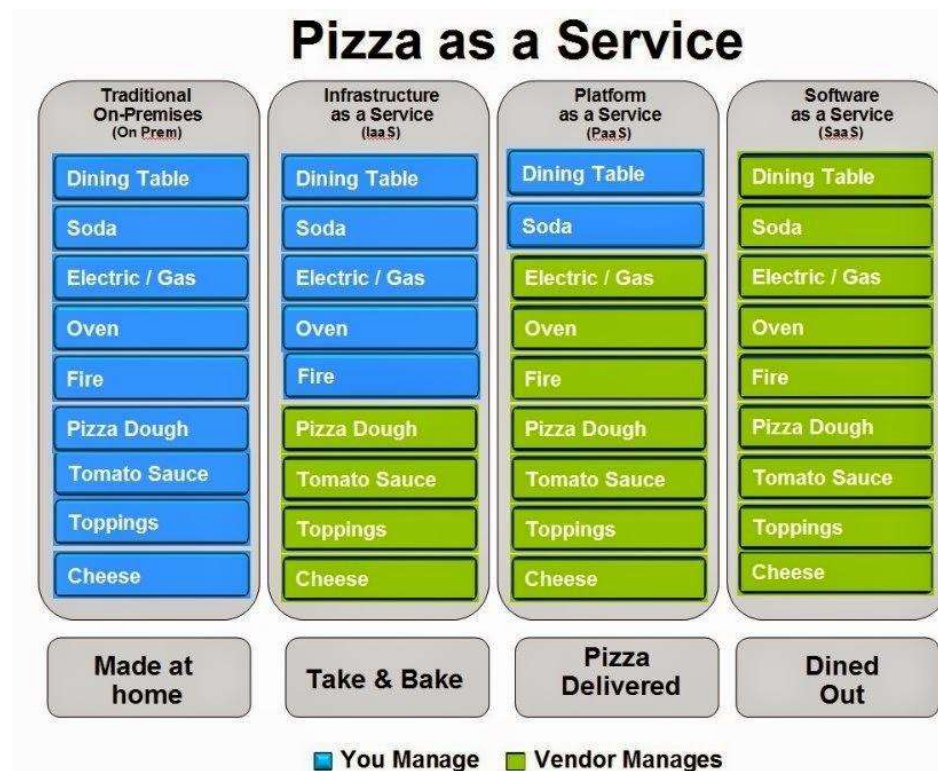 Pizza as a Service
Traditional
On-Premises
(On Prem)
Dining Table
Soda
Electric / Gas
Oven
Fire
Pizza Dough
Tomato Sauce
Toppings
Cheese
Made at
home
Infrastructure
as a Service
(IaaS)
Dining Table
Soda
Electric / Gas
Oven
Fire
Pizza Dough
Tomato Sauce
Toppings
Cheese
Take & Bake
Platform
as a Service
(PaaS)
Dining Table
Soda
Electric / Gas
Oven
Fire
Pizza Dough
Tomato Sauce
Toppings
Cheese
Pizza
Delivered
Software
as a Service
(SaaS)
Dining Table
Soda
Electric / Gas
Oven
Fire
Pizza Dough
Tomato Sauce
Toppings
Cheese
Dined
Out
You Manage
Vendor Manages